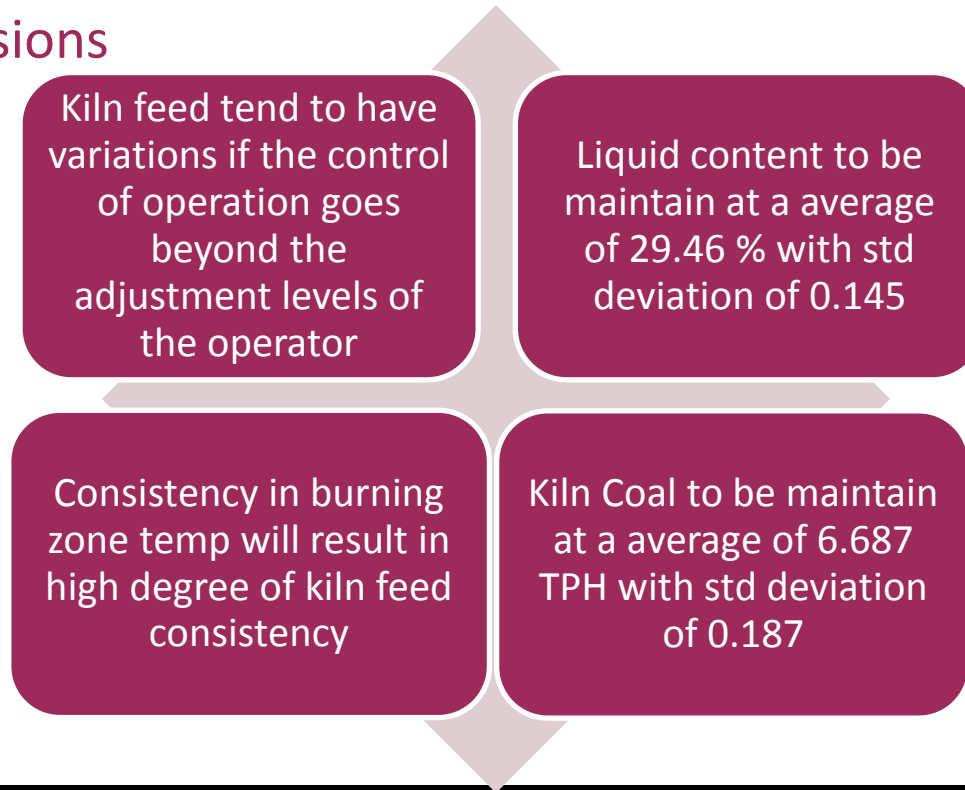 sions
Kiln feed tend to have
variations if the control
of operation goes
beyond the
adjustment levels of
the operator
Liquid content to be
maintain at a average
of 29.46 % with std
deviation of 0.145
Consistency in burning
zone temp will result in
high degree of kiln feed
consistency
Kiln Coal to be maintain
at a average of 6.687
TPH with std deviation
of 0.187